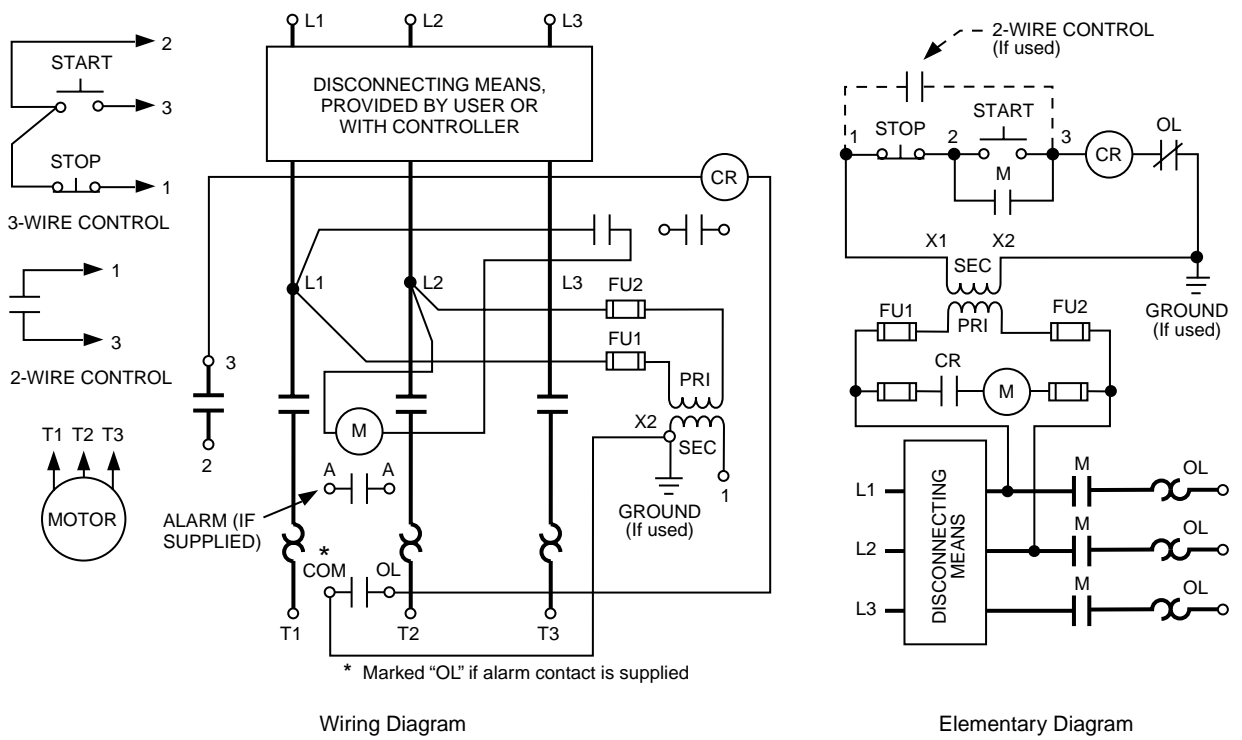 L1
L2
L3
2
START
3
STOP
1
3-WIRE CONTROL
DISCONNECTING MEANS,
PROVIDED BY USER OR
WITH CONTROLLER
CR
1
3
2-WIRE CONTROL
L1
L2
L3
FU2
FU1
PRI
X2
SEC
1
GROUND
(If used)
3
2
M
A
A
ALARM (IF
SUPPLIED)
*
COM
OL
T1
T2
T3
MOTOR
T1
T2
T3
* Marked “OL” if alarm contact is supplied
Wiring Diagram
2-WIRE CONTROL
(If used)
1
STOP
2
START
3
CR
OL
M
X1
X2
SEC
PRI
FU1
FU2
GROUND
(If used)
CR
M
L1
L2
L3
DISCONNECTING
MEANS
M
OL
M
OL
M
OL
Elementary Diagram